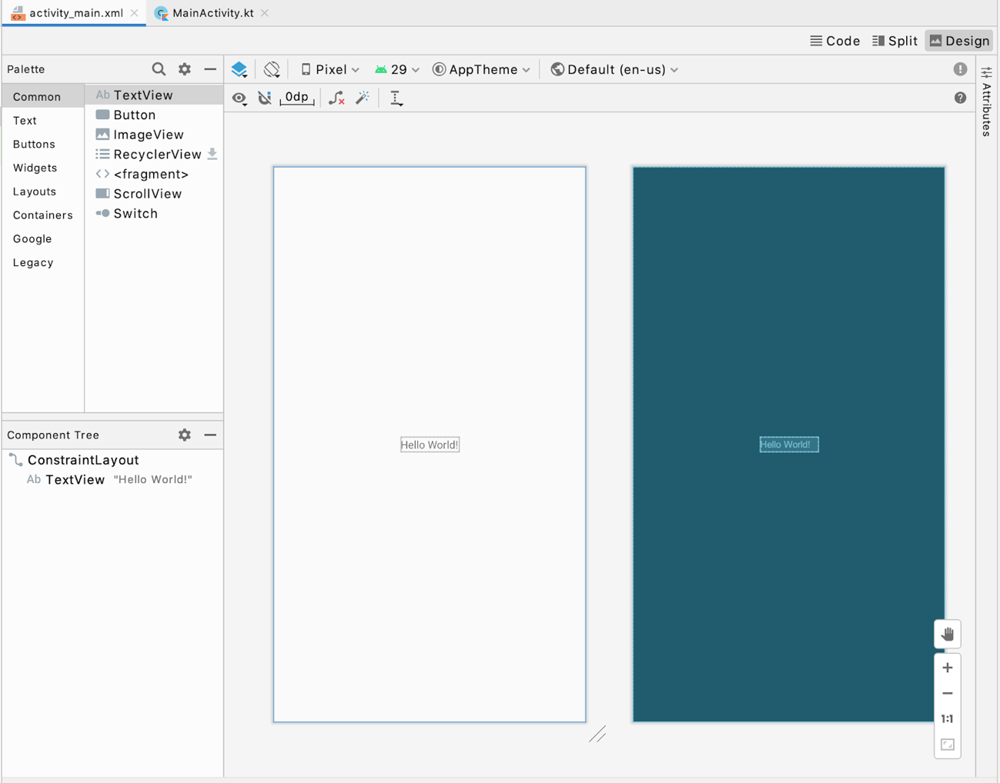 activity_main.xml
MainActivity.kt
Code
Split
Design
Palette
Pixel
29
AppTheme
Default (en-us)
0dp
Attributes
Common
Text
Buttons
Widgets
Layouts
Containers
Google
Legacy
Ab TextView
Button
ImageView
RecyclerView
<fragment>
ScrollView
Switch
Hello World!
Hello World!
Component Tree
ConstraintLayout
Ab TextView "Hello World!"
1:1